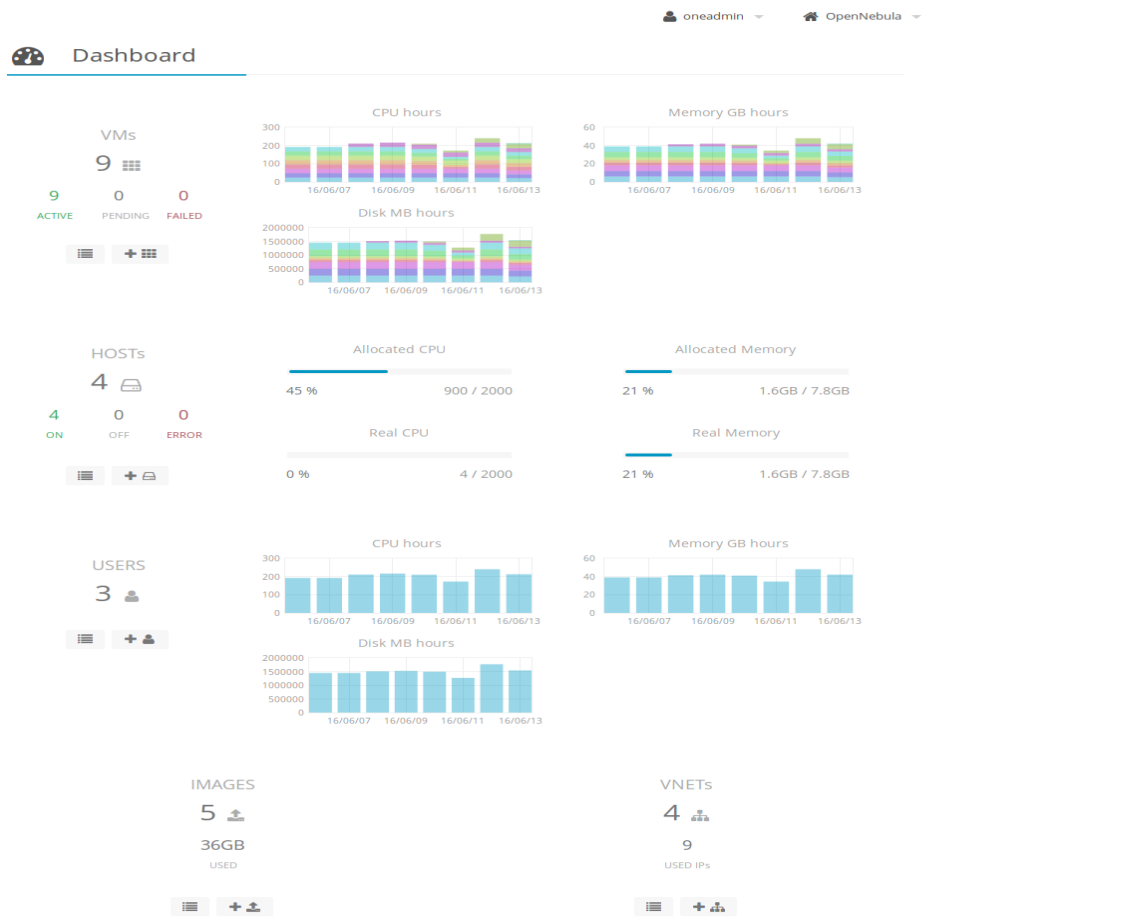 oneadmin OpenNebula
Dashboard
VMs
9
9 0 0
ACTIVE PENDING FAILED
CPU hours
300
200
100
0
16/06/07 16/06/09 16/06/11 16/06/13
Memory GB hours
60
40
20
0
16/06/07 16/06/09 16/06/11 16/06/13
Disk MB hours
2000000
1500000
1000000
500000
0
16/06/07 16/06/09 16/06/11 16/06/13
HOSTs
4
4 0 0
ON OFF ERROR
Allocated CPU
45 % 900 / 2000
Allocated Memory
21 % 1.6GB / 7.8GB
Real CPU
0 % 4 / 2000
Real Memory
21 % 1.6GB / 7.8GB
USERS
3
CPU hours
300
200
100
0
16/06/07 16/06/09 16/06/11 16/06/13
Memory GB hours
60
40
20
0
16/06/07 16/06/09 16/06/11 16/06/13
Disk MB hours
2000000
1500000
1000000
500000
0
16/06/07 16/06/09 16/06/11 16/06/13
IMAGES
5
36GB
USED
VNETs
4
9
USED IPs